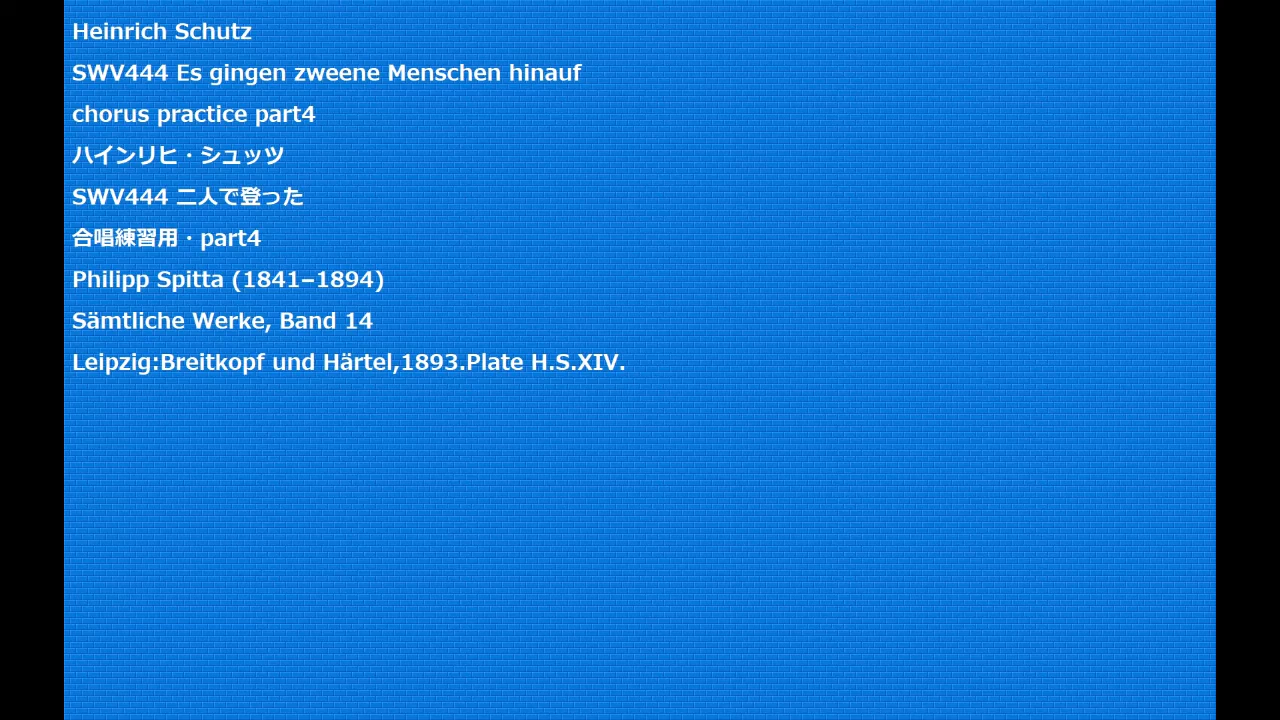 Heinrich Schutz
SWV444 Es gingen zweene Menschen hinauf
chorus practice part4
ハインリヒ・シュッツ
SWV444 二人で登った
合唱練習用・part4
Philipp Spitta (1841–1894)
Sämtliche Werke, Band 14
Leipzig:Breitkopf und Härtel,1893.Plate H.S.XIV.